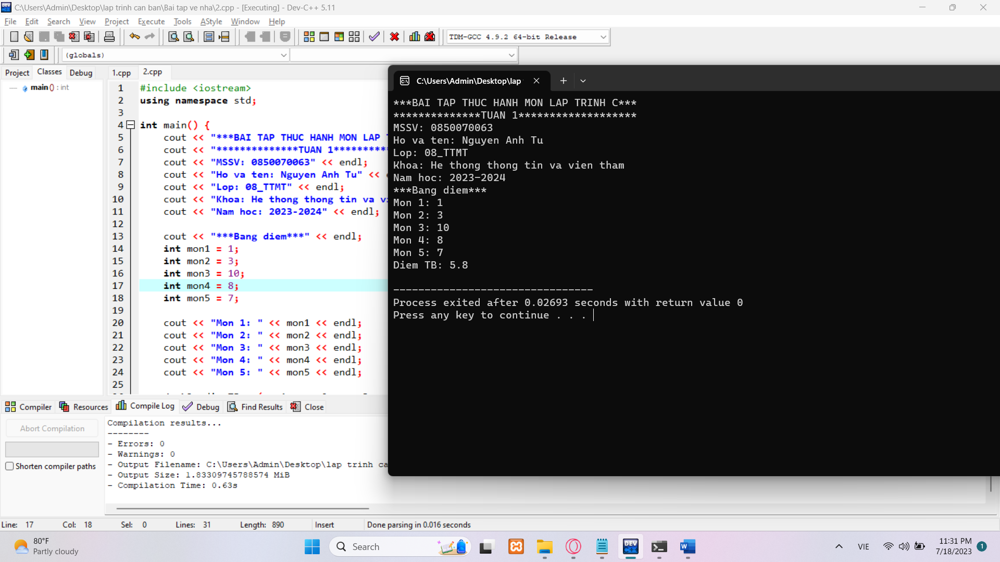 C:\Users\Admin\Desktop\lap trinh can ban\Bai tap ve nha\2.cpp - [Executing] - Dev-C++ 5.11
File Edit Search View Project Execute Tools AStyle Window Help
TDM-GCC 4.9.2 64-bit Release
(globals)
Project Classes Debug
main () : int
1.cpp 2.cpp
1 #include <iostream>
2 using namespace std;
3
4 int main() {
5 cout << "***BAI TAP THUC HANH MON LAP
6 cout << "**************TUAN 1*********
7 cout << "MSSV: 0850070063" << endl;
8 cout << "Ho va ten: Nguyen Anh Tu" <<
9 cout << "Lop: 08_TTMT" << endl;
10 cout << "Khoa: He thong thong tin va
11 cout << "Nam hoc: 2023-2024" << endl;
12
13 cout << "***Bang diem***" << endl;
14 int mon1 = 1;
15 int mon2 = 3;
16 int mon3 = 10;
17 int mon4 = 8;
18 int mon5 = 7;
19
20 cout << "Mon 1: " << mon1 << endl;
21 cout << "Mon 2: " << mon2 << endl;
22 cout << "Mon 3: " << mon3 << endl;
23 cout << "Mon 4: " << mon4 << endl;
24 cout << "Mon 5: " << mon5 << endl;
25
C:\Users\Admin\Desktop\lap
***BAI TAP THUC HANH MON LAP TRINH C***
**************TUAN 1*******************
MSSV: 0850070063
Ho va ten: Nguyen Anh Tu
Lop: 08_TTMT
Khoa: He thong thong tin va vien tham
Nam hoc: 2023-2024
***Bang diem***
Mon 1: 1
Mon 2: 3
Mon 3: 10
Mon 4: 8
Mon 5: 7
Diem TB: 5.8
--------------------------------
Process exited after 0.02693 seconds with return value 0
Press any key to continue . . .
Compiler Resources Compile Log Debug Find Results Close
Abort Compilation
Shorten compiler paths
Compilation results...
--------
- Errors: 0
- Warnings: 0
- Output Filename: C:\Users\Admin\Desktop\lap trinh ca
- Output Size: 1.83309745788574 MiB
- Compilation Time: 0.63s
Line: 17 Col: 18 Sel: 0 Lines: 31 Length: 890 Insert Done parsing in 0.016 seconds
80°F
Partly cloudy
Search
DEV
W
VIE
11:31 PM
7/18/2023
1